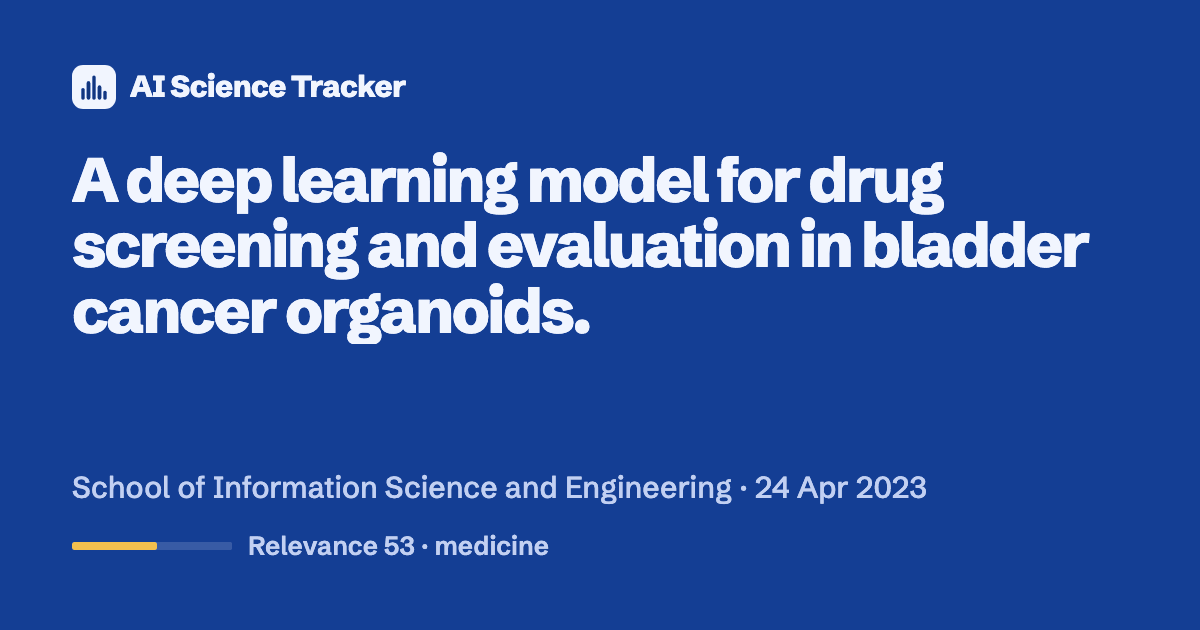 AI Science Tracker
A deep learning model for drug
screening and evaluation in bladder
cancer organoids.
School of Information Science and Engineering · 24 Apr 2023
Relevance 53 · medicine